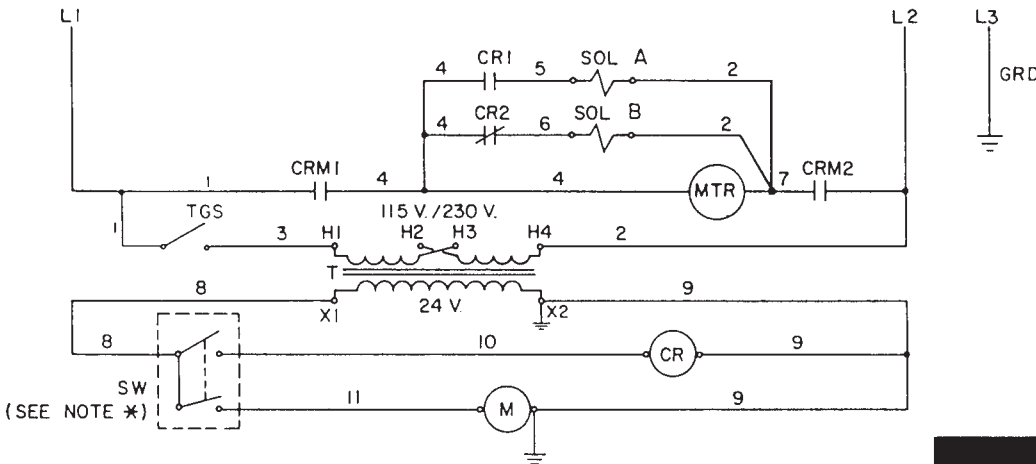 L1 L2 L3
GRD
4 CR1 5 SOL A 2
4 CR2 6 SOL B 2
1 CRM1 4 4 MTR 7 CRM2
115 V./230 V.
1 TGS 3 H1 H2 H3 H4 2
T
8 X1 24 V. X2 9
8 10 CR 9
SW
(SEE NOTE *)
11 M 9